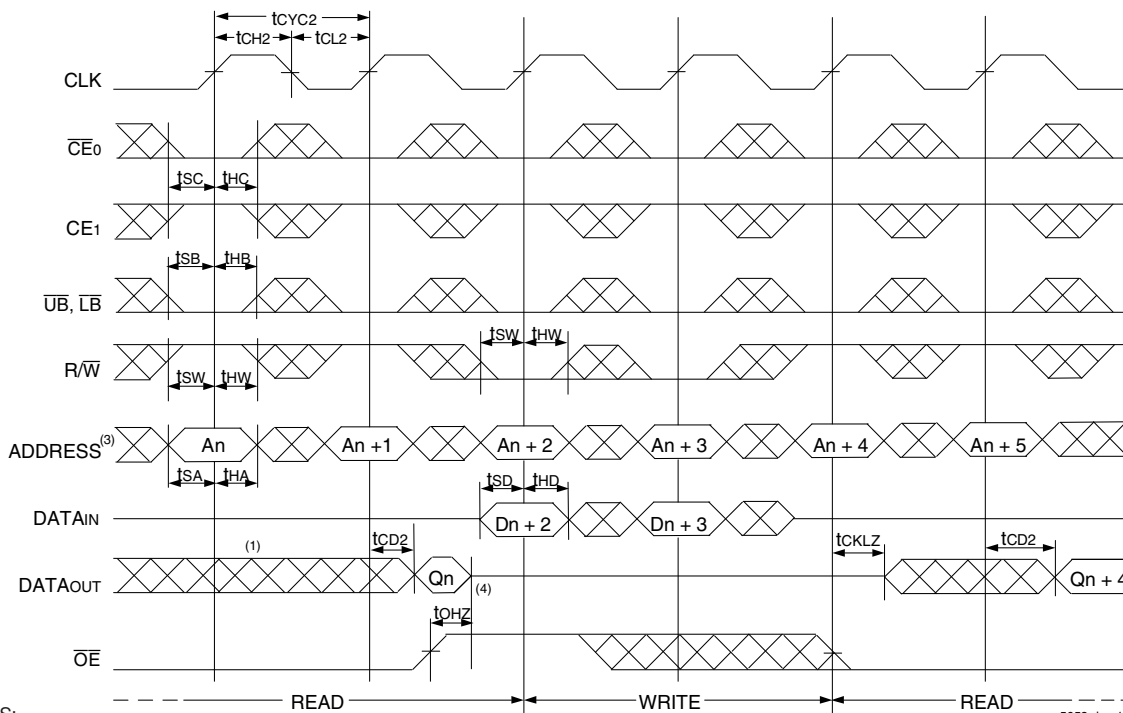 tCYC2
tCH2 tCL2
CLK
CE0
tSC tHC
CE1
tSB tHB
UB, LB
tSW tHW
R/W
tSW tHW
ADDRESS(3) An An +1 An + 2 An + 3 An + 4 An + 5
tSA tHA tSD tHD
DATAIN Dn + 2 Dn + 3
(1) tCD2 tCKLZ tCD2
DATAOUT Qn (4) Qn + 4
tOHZ
OE
READ WRITE READ